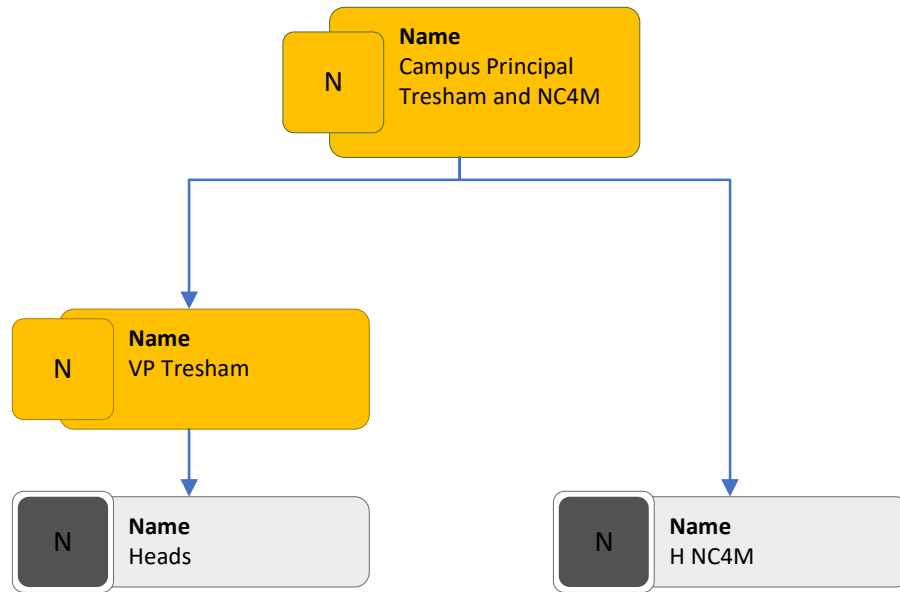 N
Name
Campus Principal
Tresham and NC4M
N
Name
VP Tresham
N
Name
Heads
N
Name
H NC4M